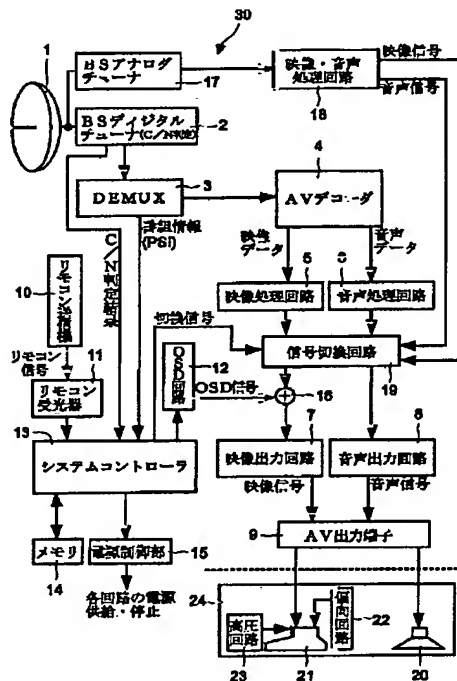 30
1
BSアナログ
チューナ
17
映像・音声
処理回路
18
映像信号
音声信号
BSディジタル
チューナ(C/N判定)
2
DEMUX
3
4
AVデコーダ
番組情報
(PSI)
C/N判定結果
映像
データ
音声
データ
5
映像処理回路
6
音声処理回路
10
リモコン送信機
リモコン
信号
11
リモコン
受光器
切換信号
12
OSD回路
OSD信号
信号切換回路
19
16
13
システムコントローラ
7
映像出力回路
8
音声出力回路
映像信号
音声信号
9
AV出力端子
メモリ
14
電源制御部
15
各回路の電源
供給・停止
24
高圧
回路
23
21
偏向回路
22
20